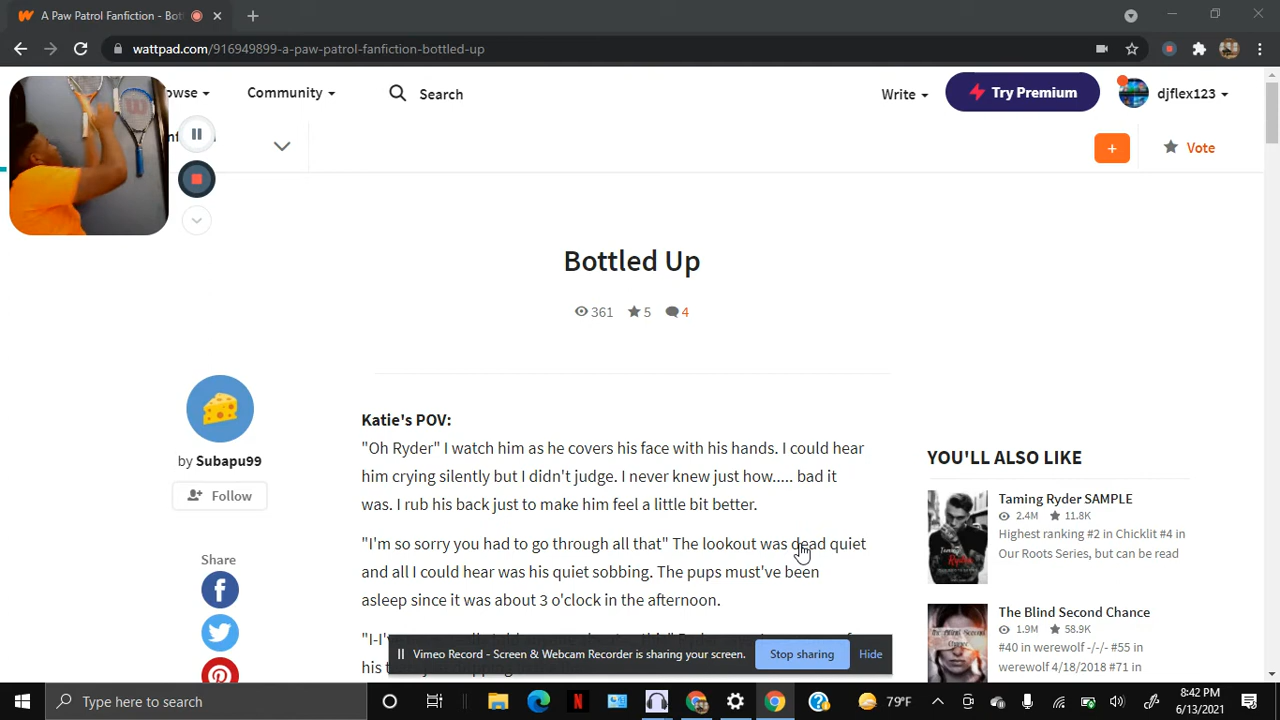 A Paw Patrol Fanfiction - Bot
wattpad.com/916949899-a-paw-patrol-fanfiction-bottled-up
owse
Community
Search
Write
Try Premium
djflex123
Vote
Bottled Up
361
5
4
by Subapu99
Follow
Share
Katie's POV:
"Oh Ryder" I watch him as he covers his face with his hands. I could hear
him crying silently but I didn't judge. I never knew just how..... bad it
was. I rub his back just to make him feel a little bit better.
"I'm so sorry you had to go through all that" The lookout was dead quiet
and all I could hear was his quiet sobbing. The pups must've been
asleep since it was about 3 o'clock in the afternoon.
his
YOU'LL ALSO LIKE
Taming Ryder SAMPLE
2.4M 11.8K
Highest ranking #2 in Chicklit #4 in
Our Roots Series, but can be read
The Blind Second Chance
1.9M 58.9K
#40 in werewolf -/-/- #55 in
werewolf 4/18/2018 #71 in
Vimeo Record - Screen & Webcam Recorder is sharing your screen.
Stop sharing
Hide
Type here to search
79°F
8:42 PM
6/13/2021